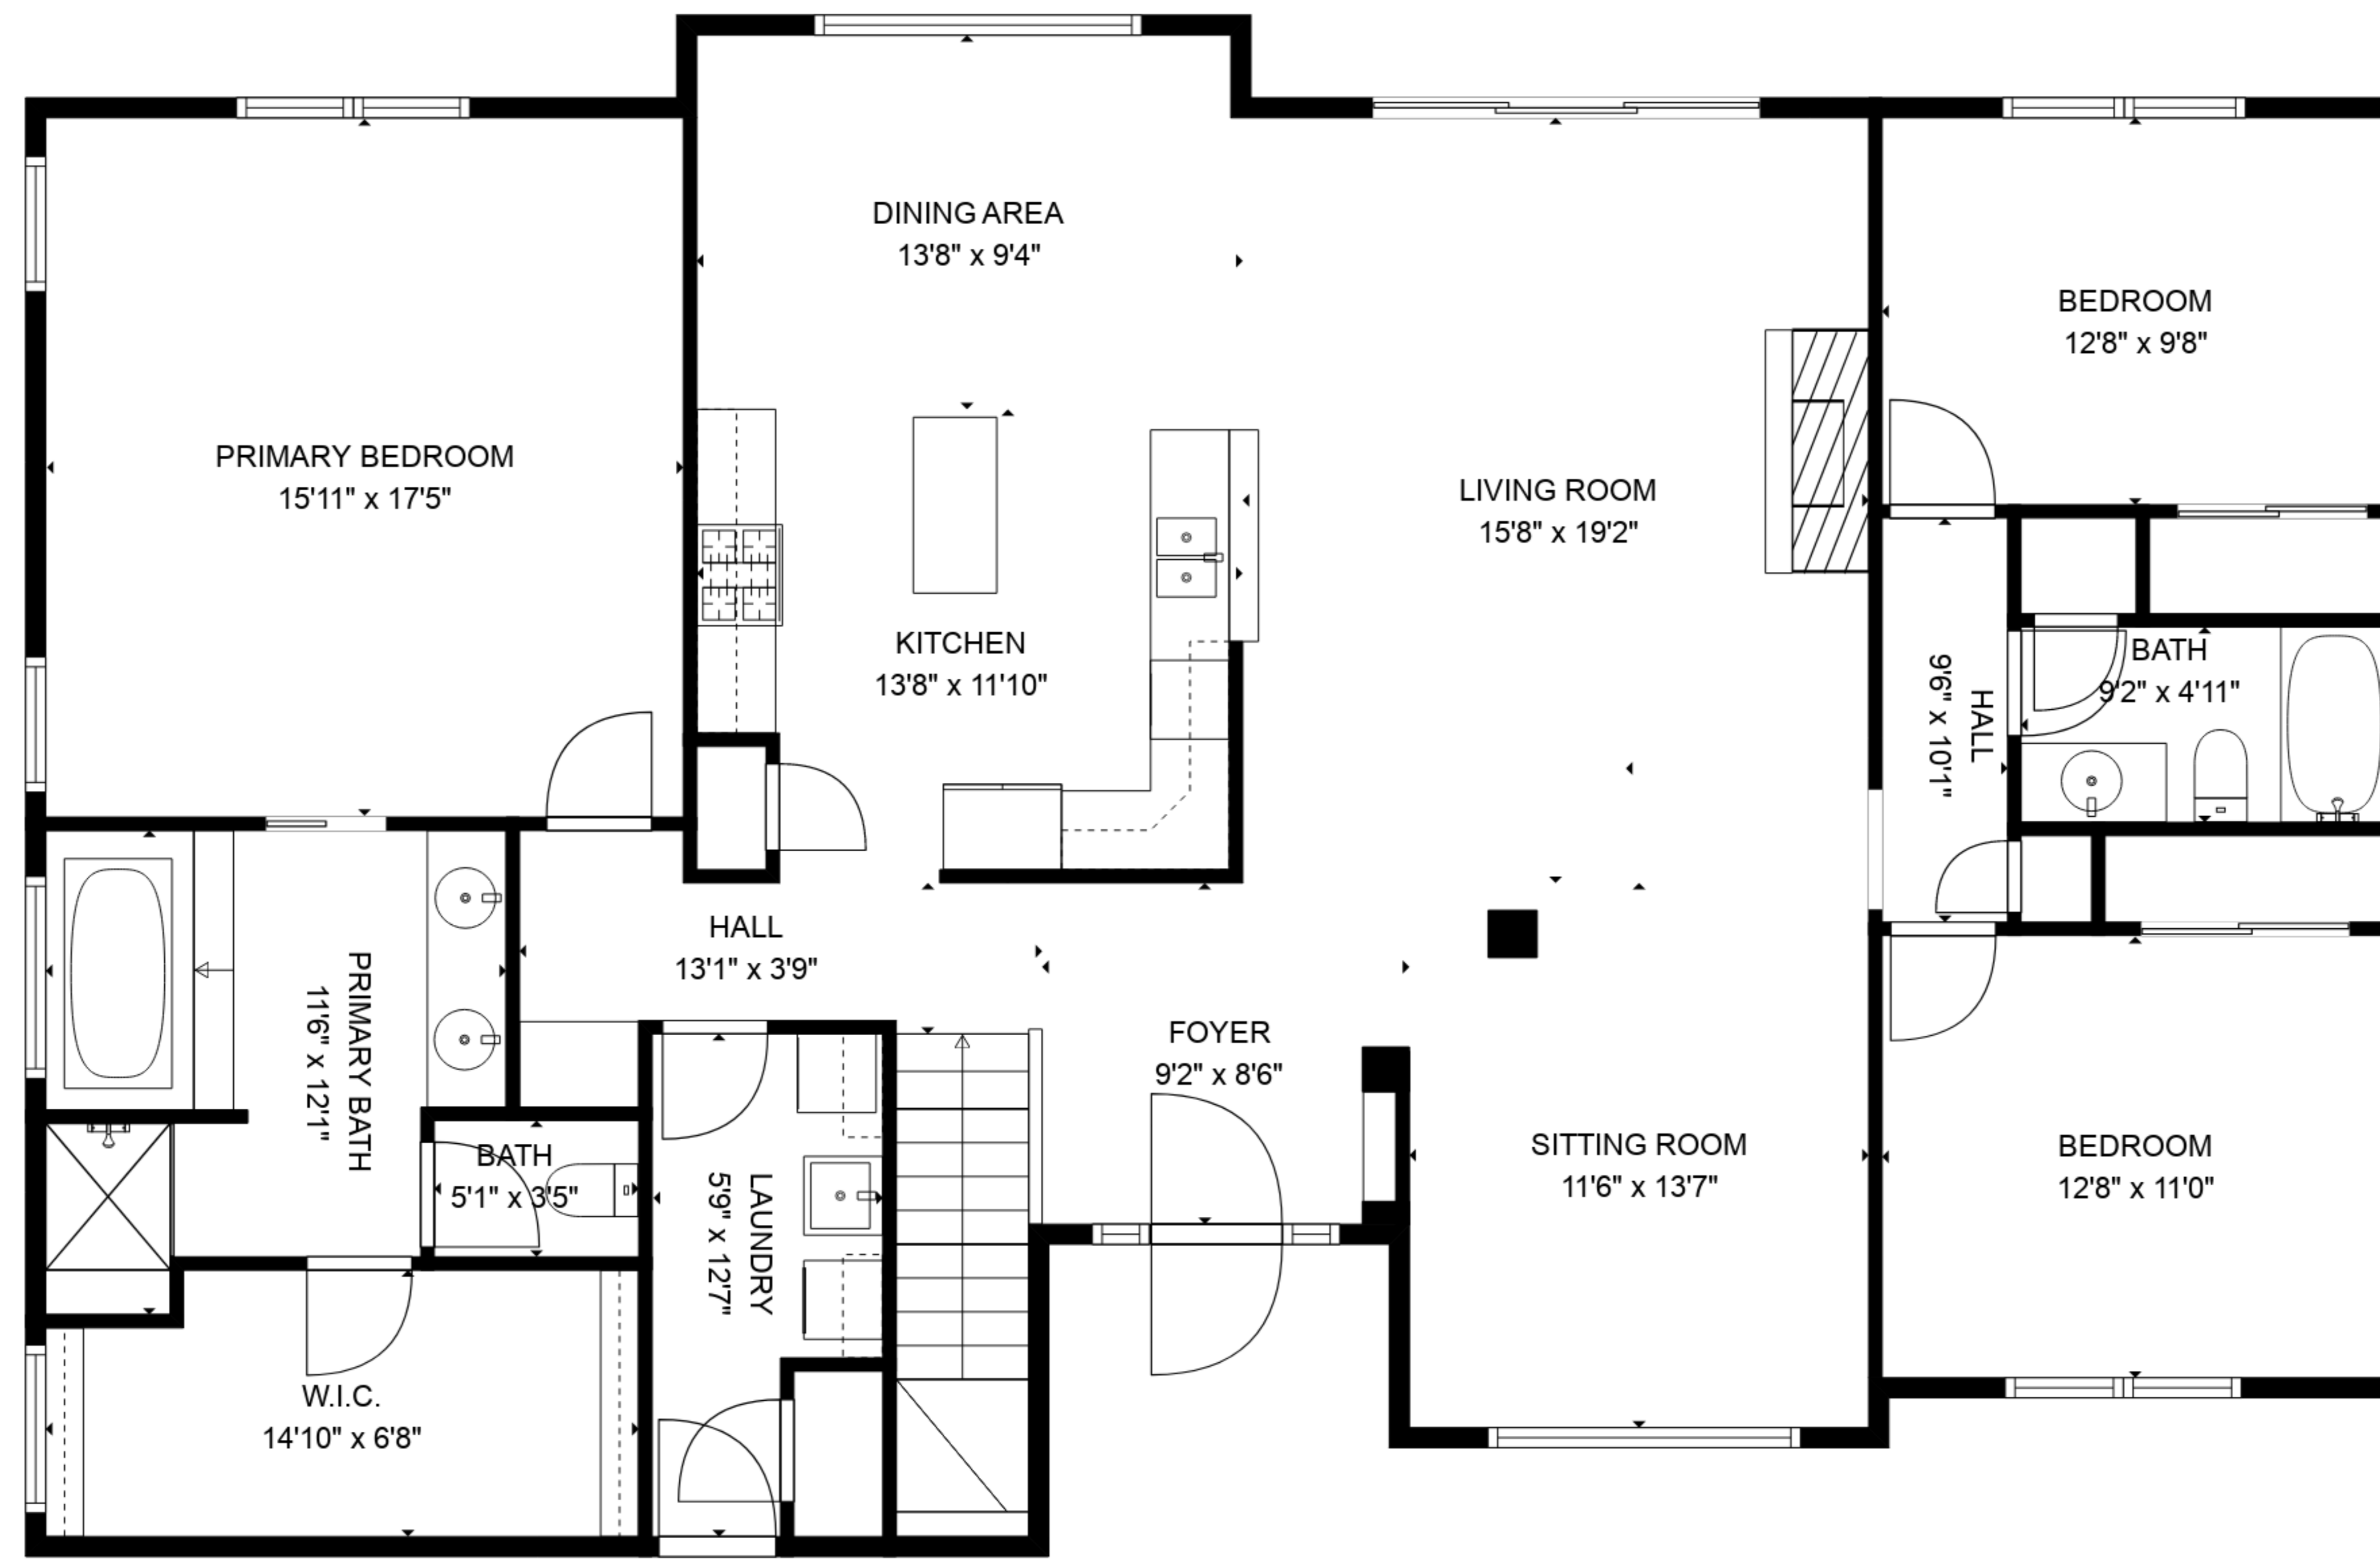 DINING AREA
13'8" x 9'4"
BEDROOM
12'8" x 9'8"
PRIMARY BEDROOM
15'11" x 17'5"
LIVING ROOM
15'8" x 19'2"
KITCHEN
13'8" x 11'10"
BATH
9'2" x 4'11"
HALL
9'6" x 10'1"
HALL
13'1" x 3'9"
PRIMARY BATH
11'6" x 12'1"
FOYER
9'2" x 8'6"
BATH
5'1" x 3'5"
SITTING ROOM
11'6" x 13'7"
BEDROOM
12'8" x 11'0"
LAUNDRY
5'9" x 12'7"
W.I.C.
14'10" x 6'8"